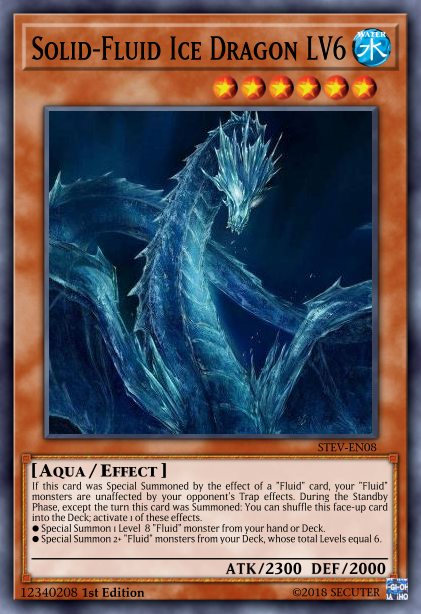 Solid-Fluid Ice Dragon LV6
WATER
水
STEV-EN08
[ Aqua / Effect ]
If this card was Special Summoned by the effect of a "Fluid" card, your "Fluid"
monsters are unaffected by your opponent's Trap effects. During the Standby
Phase, except the turn this card was Summoned: You can shuffle this face-up card
into the Deck; activate 1 of these effects.
● Special Summon 1 Level 8 "Fluid" monster from your hand or Deck.
● Special Summon 2+ "Fluid" monsters from your Deck, whose total Levels equal 6.
ATK/2300 DEF/2000
12340208 1st Edition ©2018 SECUTER